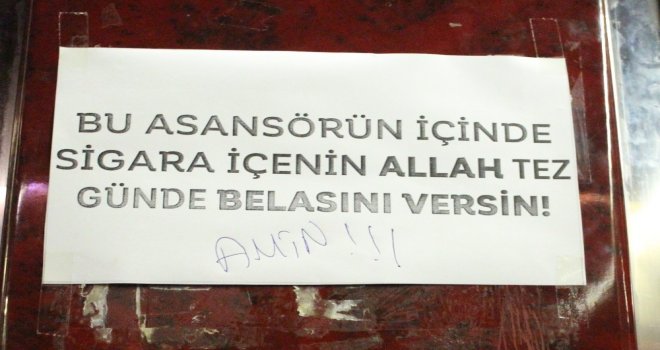 BU ASANSÖRÜN İÇİNDE
SİGARA İÇENİN ALLAH TEZ
GÜNDE BELASINI VERSİN!
AMİN!!!